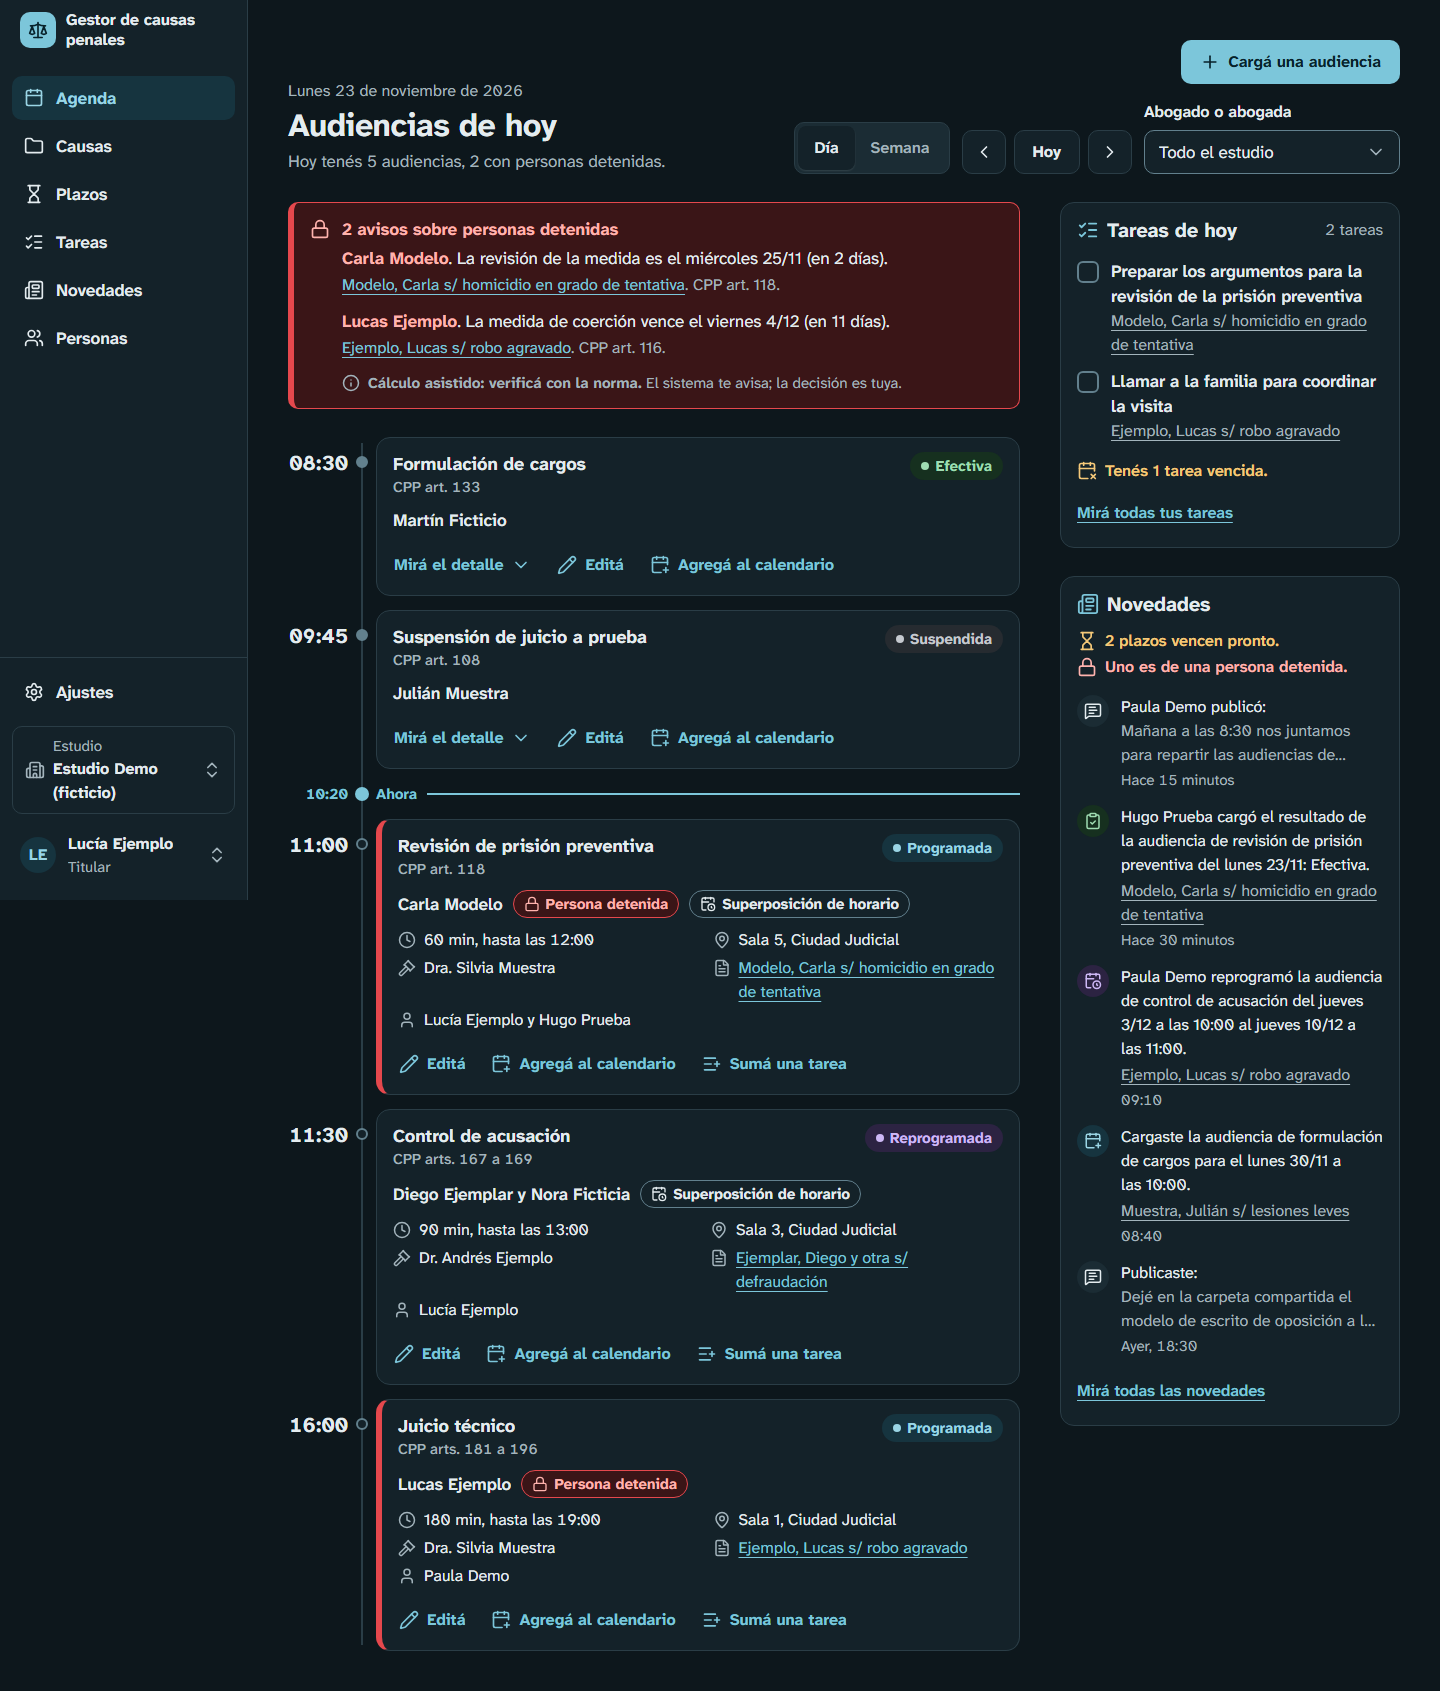 Gestor de causas
penales
Agenda
Causas
Plazos
Tareas
Novedades
Personas
Ajustes
Estudio
Estudio Demo
(ficticio)
LE
Lucía Ejemplo
Titular
Cargá una audiencia
Lunes 23 de noviembre de 2026
Audiencias de hoy
Hoy tenés 5 audiencias, 2 con personas detenidas.
Día
Semana
Hoy
Abogado o abogada
Todo el estudio
2 avisos sobre personas detenidas
Carla Modelo. La revisión de la medida es el miércoles 25/11 (en 2 días).
Modelo, Carla s/ homicidio en grado de tentativa. CPP art. 118.
Lucas Ejemplo. La medida de coerción vence el viernes 4/12 (en 11 días).
Ejemplo, Lucas s/ robo agravado. CPP art. 116.
Cálculo asistido: verificá con la norma. El sistema te avisa; la decisión es tuya.
08:30
Formulación de cargos
Efectiva
CPP art. 133
Martín Ficticio
Mirá el detalle
Editá
Agregá al calendario
09:45
Suspensión de juicio a prueba
Suspendida
CPP art. 108
Julián Muestra
Mirá el detalle
Editá
Agregá al calendario
10:20
Ahora
11:00
Revisión de prisión preventiva
Programada
CPP art. 118
Carla Modelo
Persona detenida
Superposición de horario
60 min, hasta las 12:00
Sala 5, Ciudad Judicial
Dra. Silvia Muestra
Modelo, Carla s/ homicidio en grado
de tentativa
Lucía Ejemplo y Hugo Prueba
Editá
Agregá al calendario
Sumá una tarea
11:30
Control de acusación
Reprogramada
CPP arts. 167 a 169
Diego Ejemplar y Nora Ficticia
Superposición de horario
90 min, hasta las 13:00
Sala 3, Ciudad Judicial
Dr. Andrés Ejemplo
Ejemplar, Diego y otra s/
defraudación
Lucía Ejemplo
Editá
Agregá al calendario
Sumá una tarea
16:00
Juicio técnico
Programada
CPP arts. 181 a 196
Lucas Ejemplo
Persona detenida
180 min, hasta las 19:00
Sala 1, Ciudad Judicial
Dra. Silvia Muestra
Ejemplo, Lucas s/ robo agravado
Paula Demo
Editá
Agregá al calendario
Sumá una tarea
Tareas de hoy
2 tareas
Preparar los argumentos para la
revisión de la prisión preventiva
Modelo, Carla s/ homicidio en grado
de tentativa
Llamar a la familia para coordinar
la visita
Ejemplo, Lucas s/ robo agravado
Tenés 1 tarea vencida.
Mirá todas tus tareas
Novedades
2 plazos vencen pronto.
Uno es de una persona detenida.
Paula Demo publicó:
Mañana a las 8:30 nos juntamos
para repartir las audiencias de...
Hace 15 minutos
Hugo Prueba cargó el resultado de
la audiencia de revisión de prisión
preventiva del lunes 23/11: Efectiva.
Modelo, Carla s/ homicidio en grado
de tentativa
Hace 30 minutos
Paula Demo reprogramó la audiencia
de control de acusación del jueves
3/12 a las 10:00 al jueves 10/12 a
las 11:00.
Ejemplo, Lucas s/ robo agravado
09:10
Cargaste la audiencia de formulación
de cargos para el lunes 30/11 a
las 10:00.
Muestra, Julián s/ lesiones leves
08:40
Publicaste:
Dejé en la carpeta compartida el
modelo de escrito de oposición a l...
Ayer, 18:30
Mirá todas las novedades